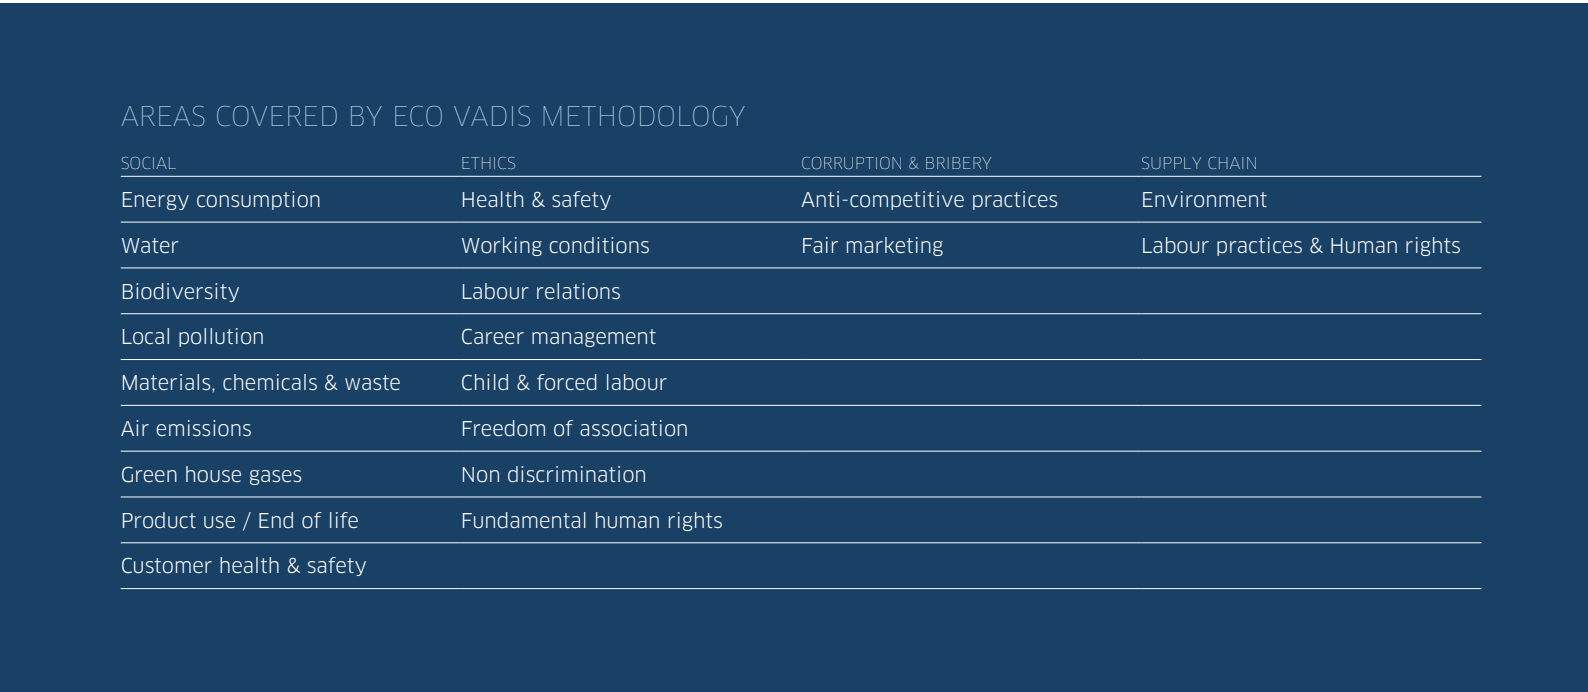 AREAS COVERED BY ECO VADIS METHODOLOGY
SOCIAL ETHICS CORRUPTION & BRIBERY SUPPLY CHAIN
Energy consumption Health & safety Anti-competitive practices Environment
Water Working conditions Fair marketing Labour practices & Human rights
Biodiversity Labour relations
Local pollution Career management
Materials, chemicals & waste Child & forced labour
Air emissions Freedom of association
Green house gases Non discrimination
Product use / End of life Fundamental human rights
Customer health & safety